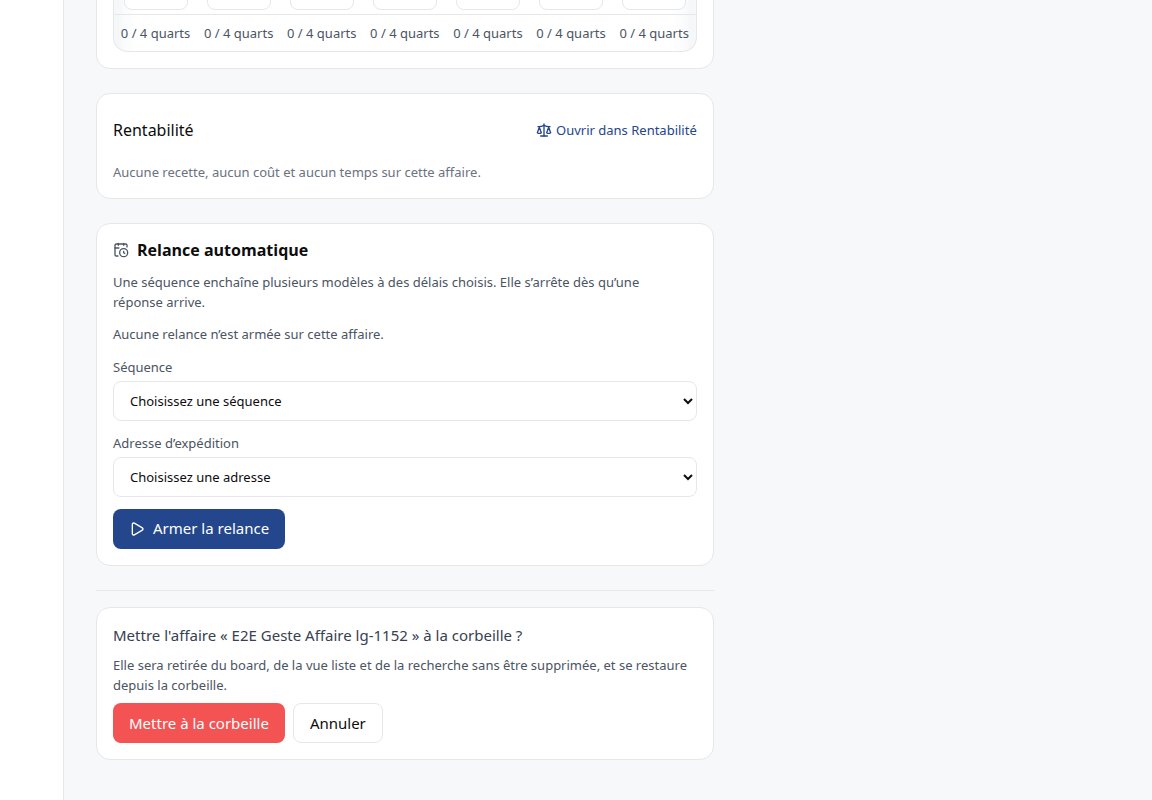 0 / 4 quarts 0 / 4 quarts 0 / 4 quarts 0 / 4 quarts 0 / 4 quarts 0 / 4 quarts 0 / 4 quarts
Rentabilité
Ouvrir dans Rentabilité
Aucune recette, aucun coût et aucun temps sur cette affaire.
Relance automatique
Une séquence enchaîne plusieurs modèles à des délais choisis. Elle s’arrête dès qu’une
réponse arrive.
Aucune relance n’est armée sur cette affaire.
Séquence
Choisissez une séquence
Adresse d’expédition
Choisissez une adresse
Armer la relance
Mettre l'affaire « E2E Geste Affaire lg-1152 » à la corbeille ?
Elle sera retirée du board, de la vue liste et de la recherche sans être supprimée, et se restaure
depuis la corbeille.
Mettre à la corbeille
Annuler